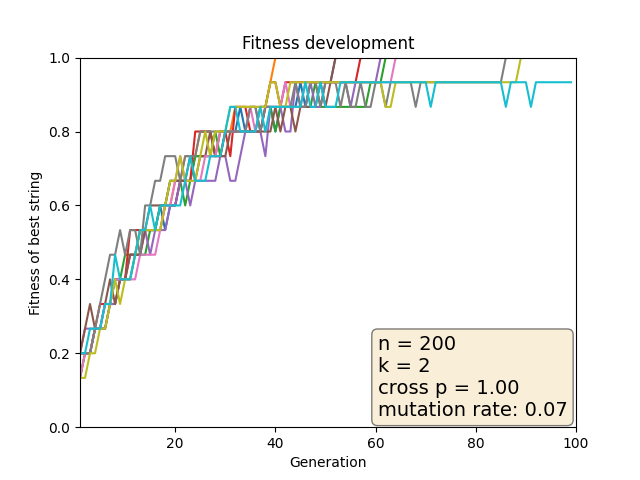 Fitness development
1.0
0.8
0.6
0.4
0.2
0.0
Fitness of best string
n = 200
k = 2
cross p = 1.00
mutation rate: 0.07
20 40 60 80 100
Generation